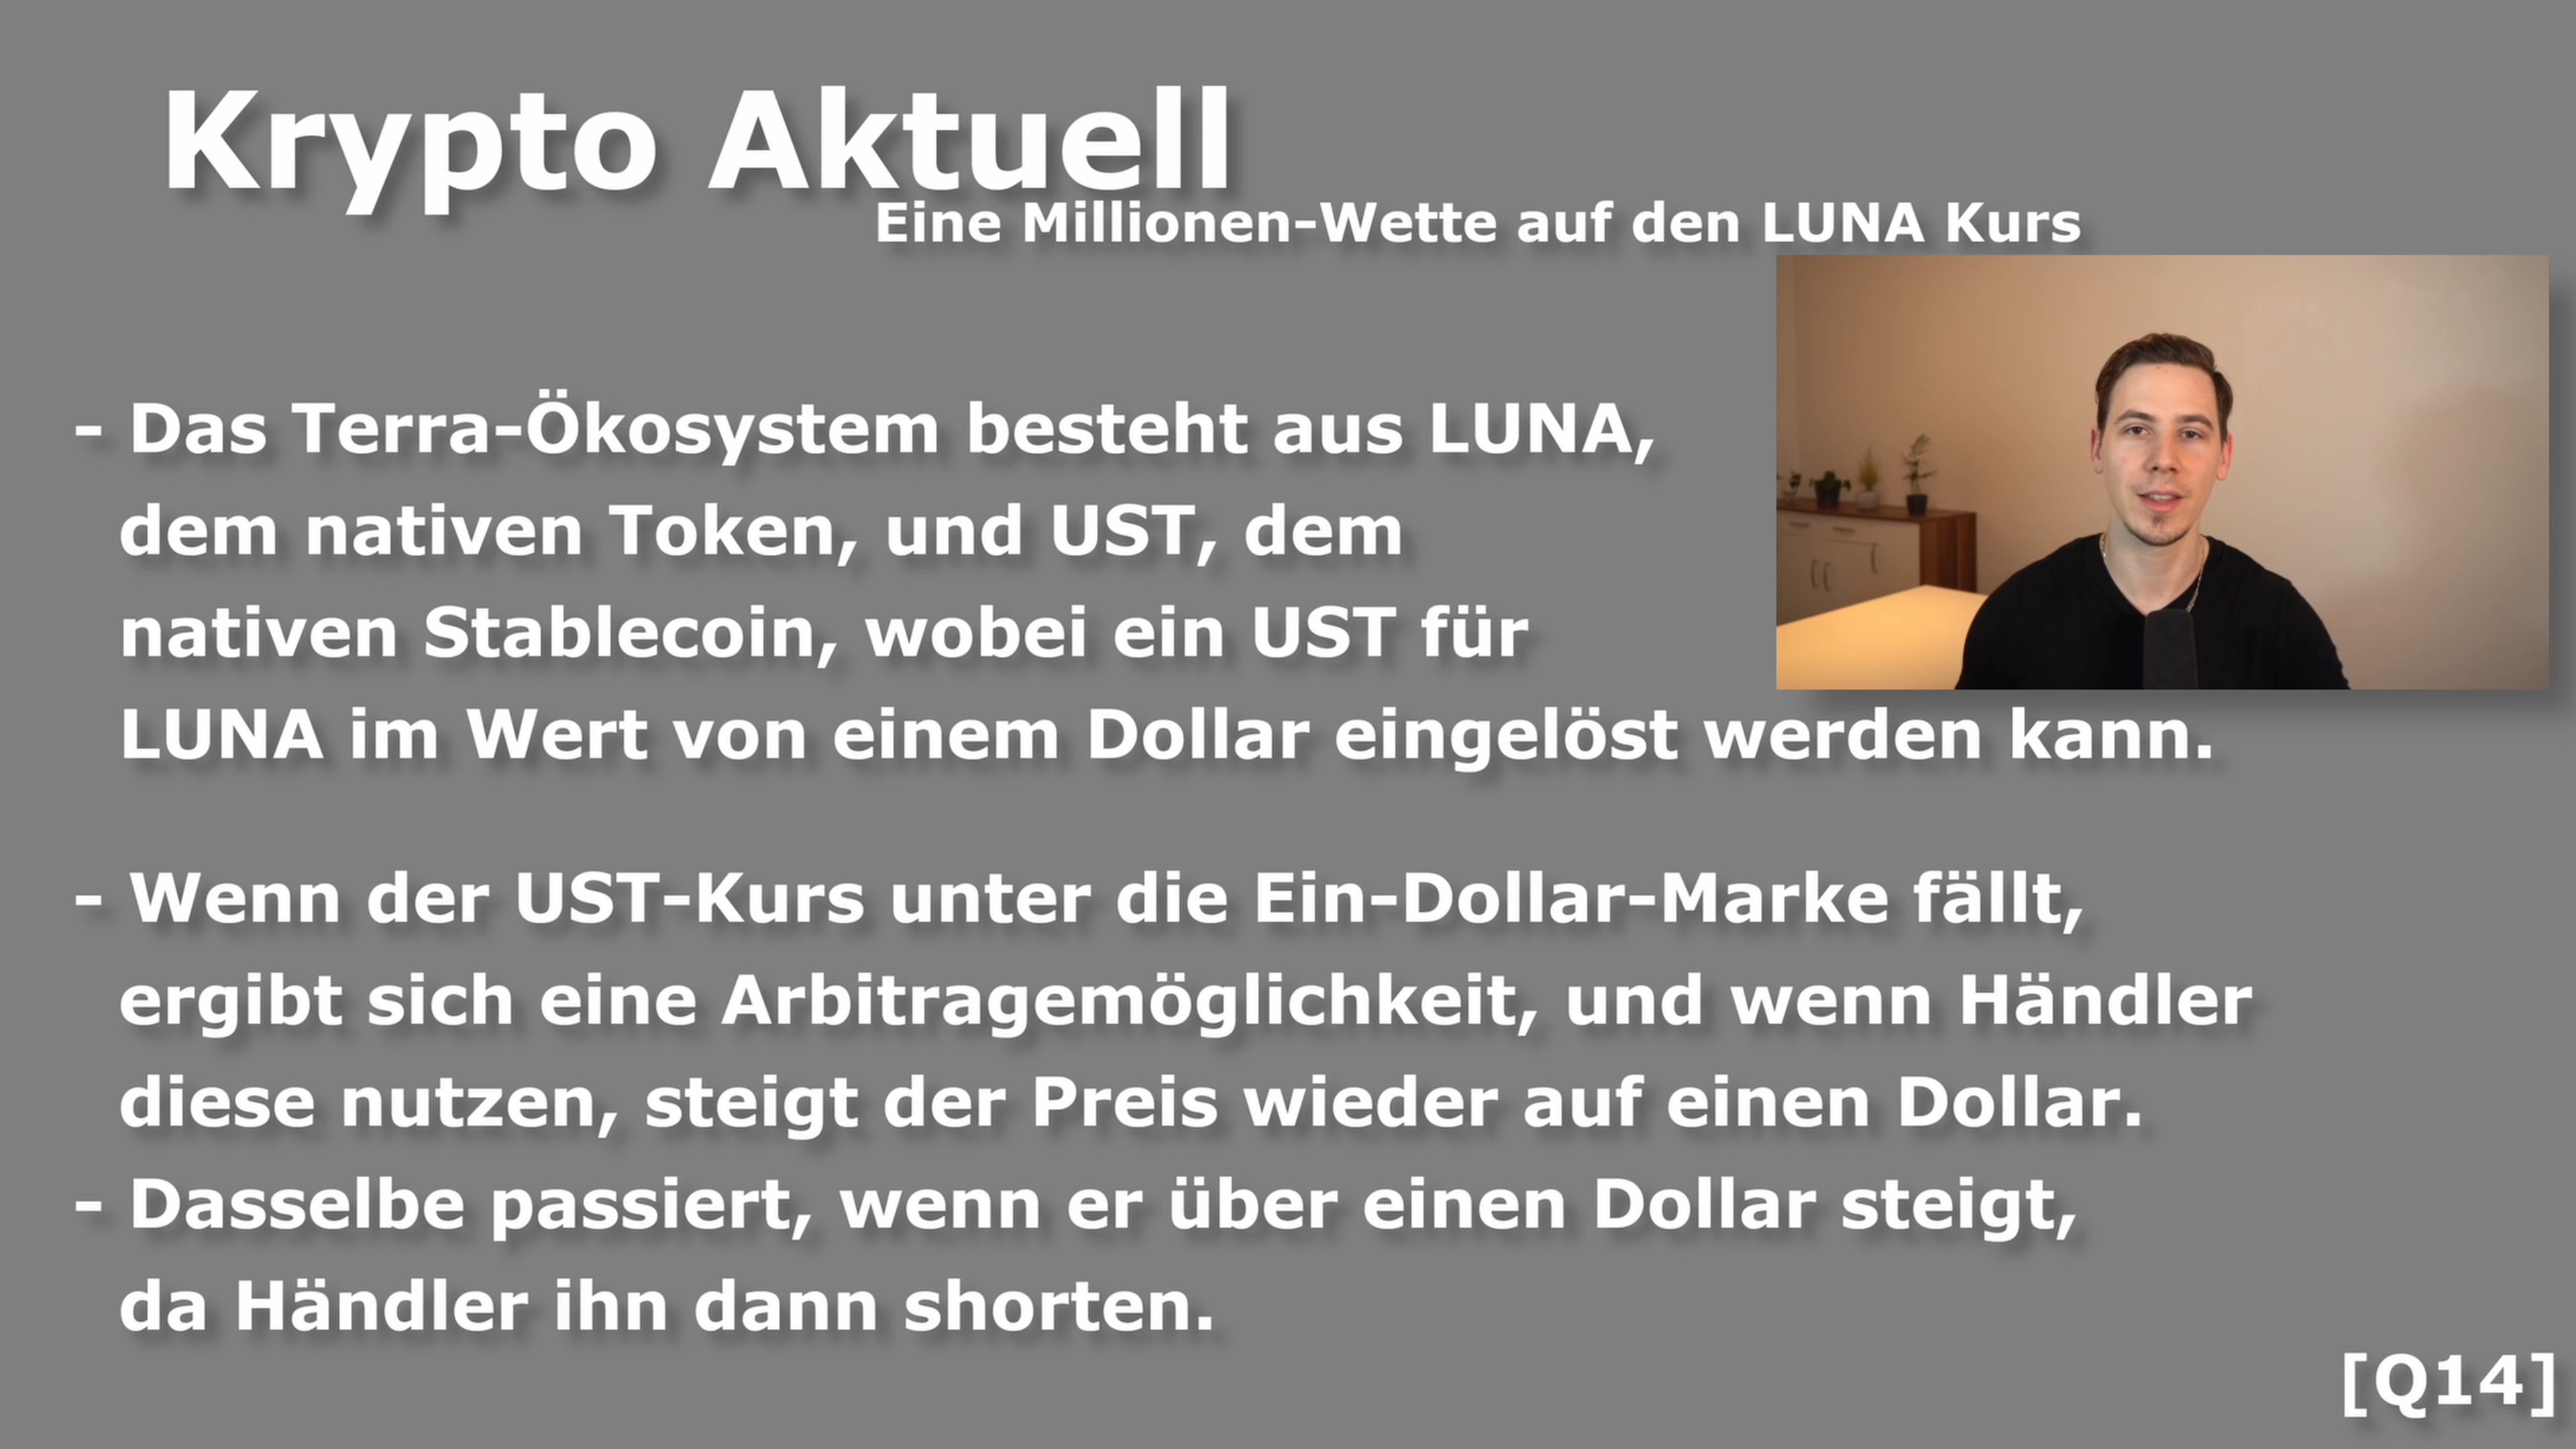 Krypto Aktuell
Eine Millionen-Wette auf den LUNA Kurs
- Das Terra-Ökosystem besteht aus LUNA,
dem nativen Token, und UST, dem
nativen Stablecoin, wobei ein UST für
LUNA im Wert von einem Dollar eingelöst werden kann.
- Wenn der UST-Kurs unter die Ein-Dollar-Marke fällt,
ergibt sich eine Arbitragemöglichkeit, und wenn Händler
diese nutzen, steigt der Preis wieder auf einen Dollar.
- Dasselbe passiert, wenn er über einen Dollar steigt,
da Händler ihn dann shorten.
[Q14]